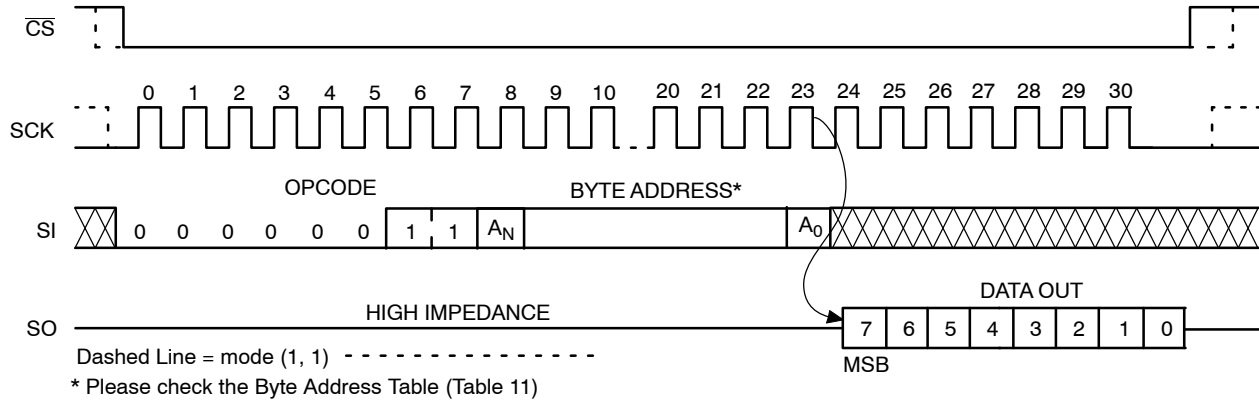 CS
0 1 2 3 4 5 6 7 8 9 10 20 21 22 23 24 25 26 27 28 29 30
SCK
OPCODE BYTE ADDRESS*
SI 0 0 0 0 0 0 1 1 AN A0
HIGH IMPEDANCE DATA OUT
SO 7 6 5 4 3 2 1 0
Dashed Line = mode (1, 1) MSB
* Please check the Byte Address Table (Table 11)